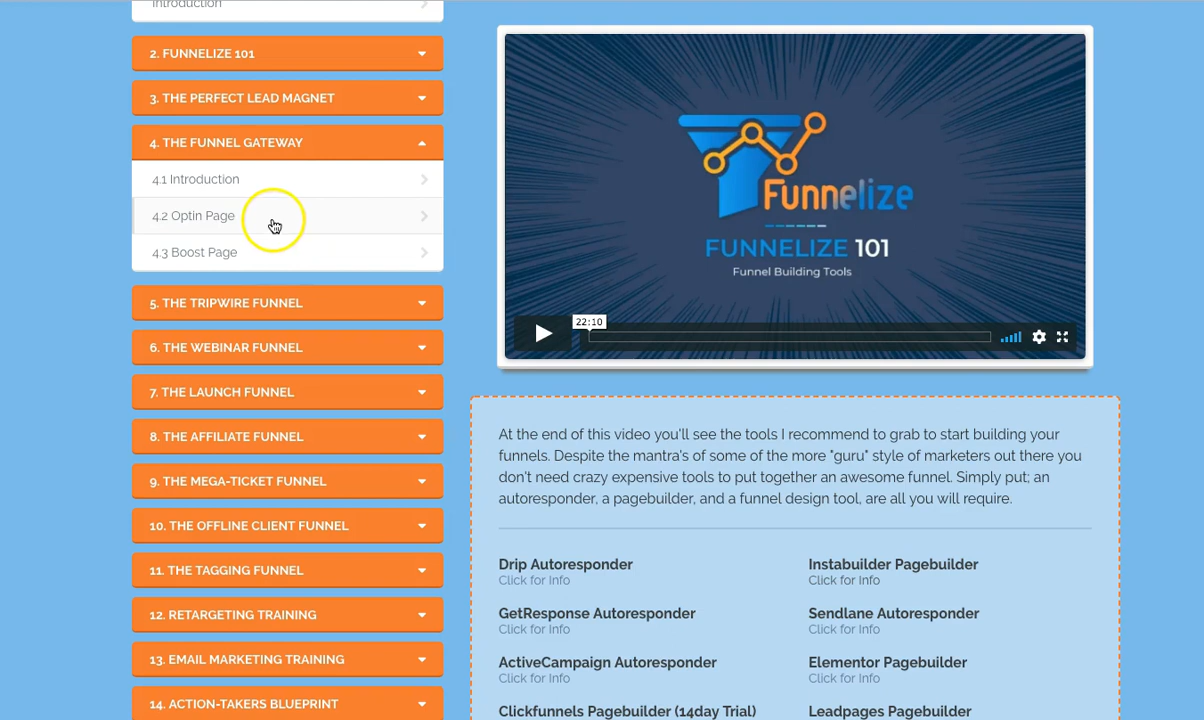 Introduction
2. FUNNELIZE 101
3. THE PERFECT LEAD MAGNET
4. THE FUNNEL GATEWAY
4.1 Introduction
4.2 Optin Page
4.3 Boost Page
5. THE TRIPWIRE FUNNEL
6. THE WEBINAR FUNNEL
7. THE LAUNCH FUNNEL
8. THE AFFILIATE FUNNEL
9. THE MEGA-TICKET FUNNEL
10. THE OFFLINE CLIENT FUNNEL
11. THE TAGGING FUNNEL
12. RETARGETING TRAINING
13. EMAIL MARKETING TRAINING
14. ACTION-TAKERS BLUEPRINT
Funnelize
FUNNELIZE 101
Funnel Building Tools
22:10
At the end of this video you'll see the tools I recommend to grab to start building your
funnels. Despite the mantra's of some of the more "guru" style of marketers out there you
don't need crazy expensive tools to put together an awesome funnel. Simply put; an
autoresponder, a pagebuilder, and a funnel design tool, are all you will require.
Drip Autoresponder
Click for Info
Instabuilder Pagebuilder
Click for Info
GetResponse Autoresponder
Click for Info
Sendlane Autoresponder
Click for Info
ActiveCampaign Autoresponder
Click for Info
Elementor Pagebuilder
Click for Info
Clickfunnels Pagebuilder (14day Trial)
Leadpages Pagebuilder